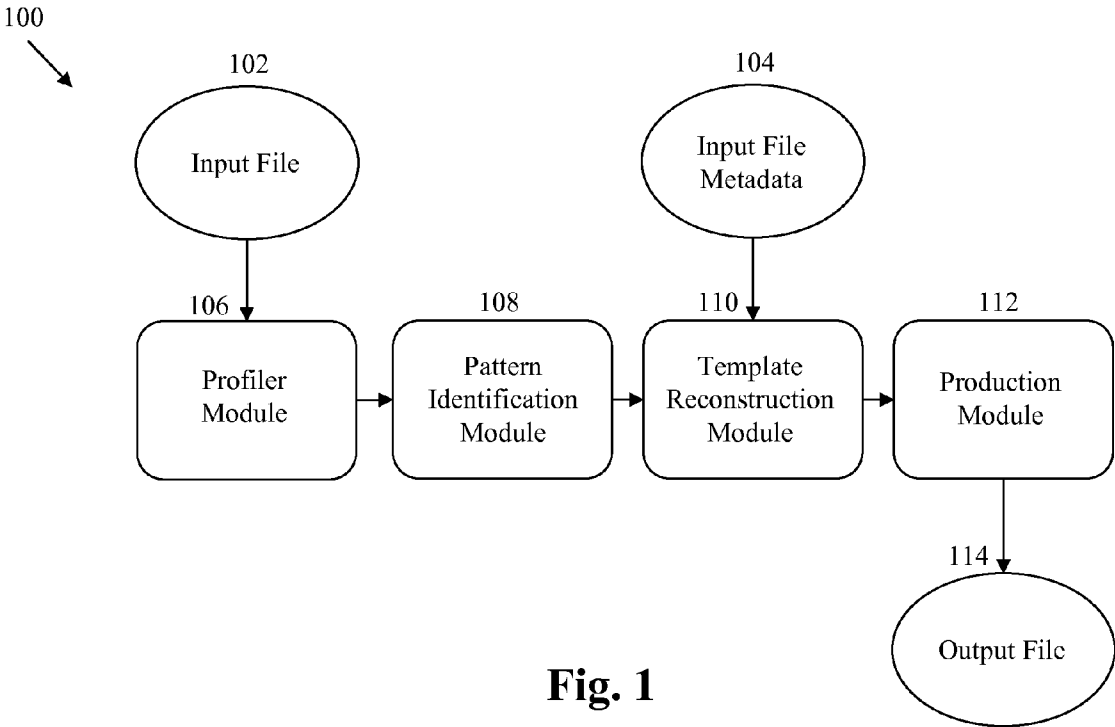 100
102
104
Input File
Input File
Metadata
106
108
110
112
Profiler
Module
Pattern
Identification
Module
Template
Reconstruction
Module
Production
Module
114
Output File
Fig. 1